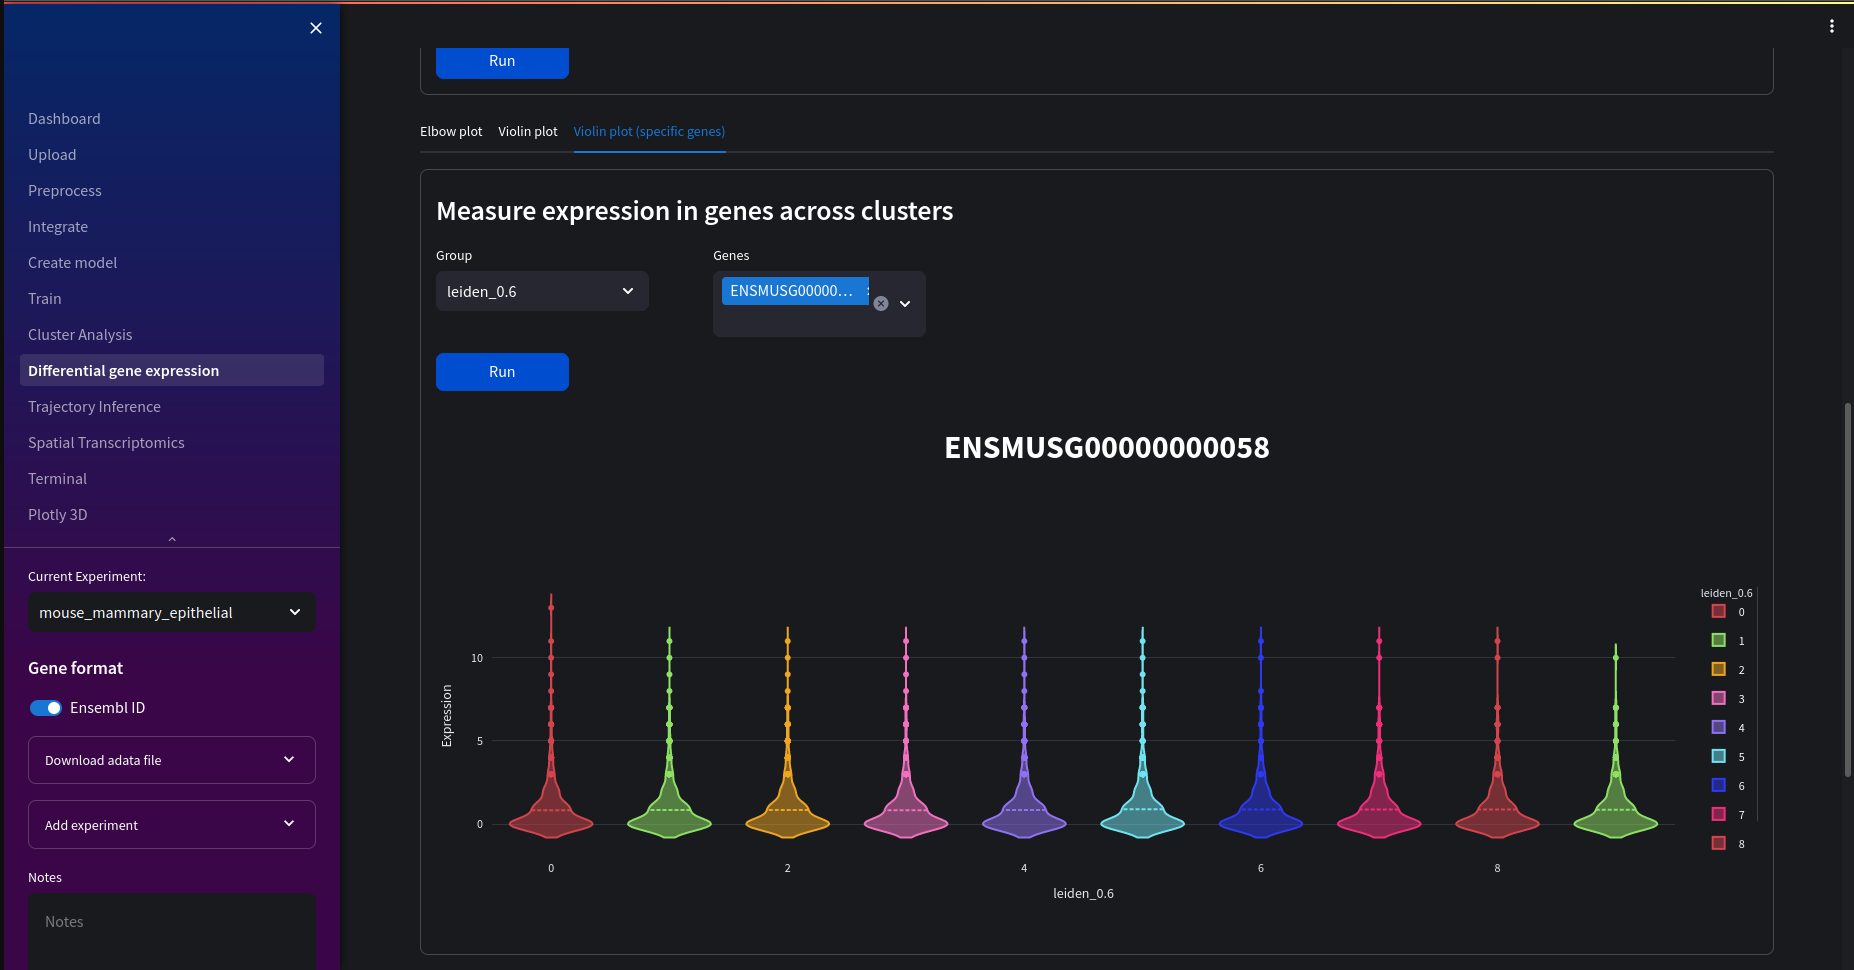 Dashboard
Upload
Preprocess
Integrate
Create model
Train
Cluster Analysis
Differential gene expression
Trajectory Inference
Spatial Transcriptomics
Terminal
Plotly 3D
Current Experiment:
mouse_mammary_epithelial
Gene format
Ensembl ID
Download adata file
Add experiment
Notes
Notes
Run
Elbow plot Violin plot Violin plot (specific genes)
Measure expression in genes across clusters
Group Genes
leiden_0.6 ENSMUSG00000...
Run
ENSMUSG00000000058
Expression
10
5
0
0 2 4 6 8
leiden_0.6
leiden_0.6
0
1
2
3
4
5
6
7
8